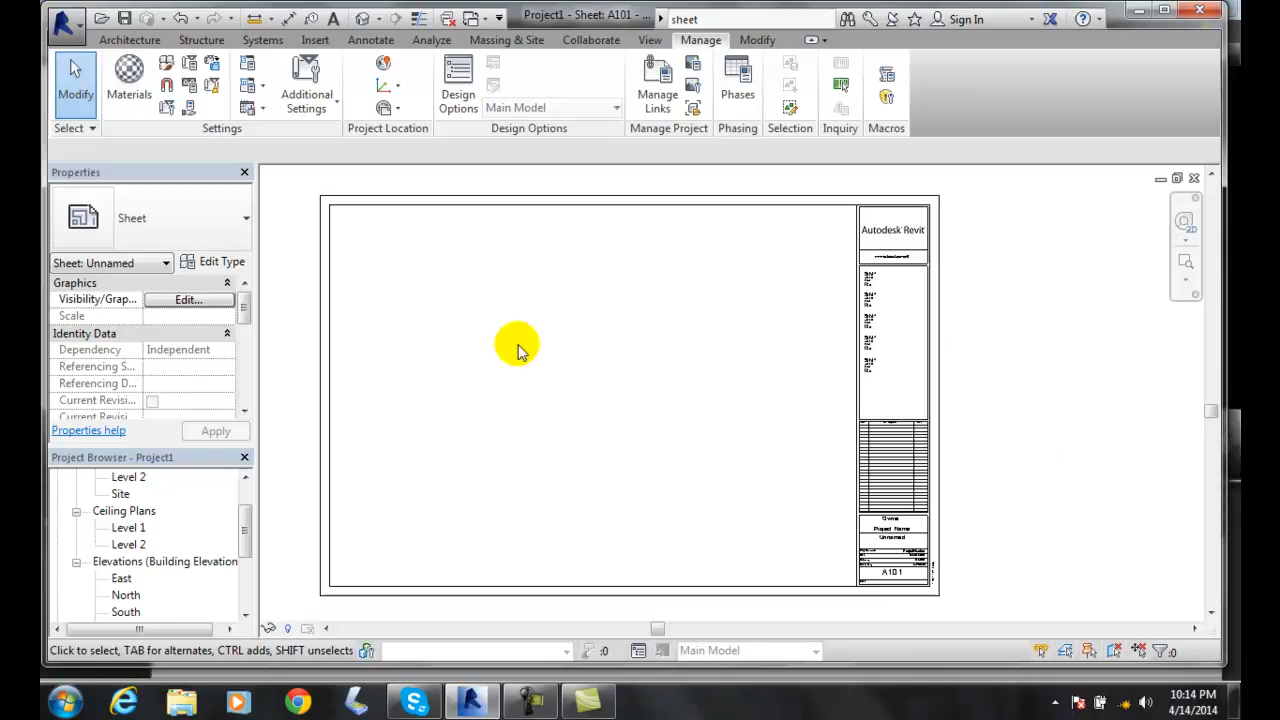 Project1 - Sheet: A101 - ...
sheet
Sign In
Architecture
Structure
Systems
Insert
Annotate
Analyze
Massing & Site
Collaborate
View
Manage
Modify
Modify
Materials
Additional
Settings
Design
Options
Main Model
Manage
Links
Phases
Select
Settings
Project Location
Design Options
Manage Project
Phasing
Selection
Inquiry
Macros
Properties
Sheet
Sheet: Unnamed
Edit Type
Graphics
Visibility/Grap...
Edit...
Scale
Identity Data
Dependency
Independent
Referencing S...
Referencing D...
Current Revisi...
Current Revisi
Properties help
Apply
Project Browser - Project1
Level 2
Site
Ceiling Plans
Level 1
Level 2
Elevations (Building Elevation
East
North
South
Autodesk Revit
Owner
Project Name
Unnamed
A101
2D
Click to select, TAB for alternates, CTRL adds, SHIFT unselects
:0
Main Model
:0
10:14 PM
4/14/2014